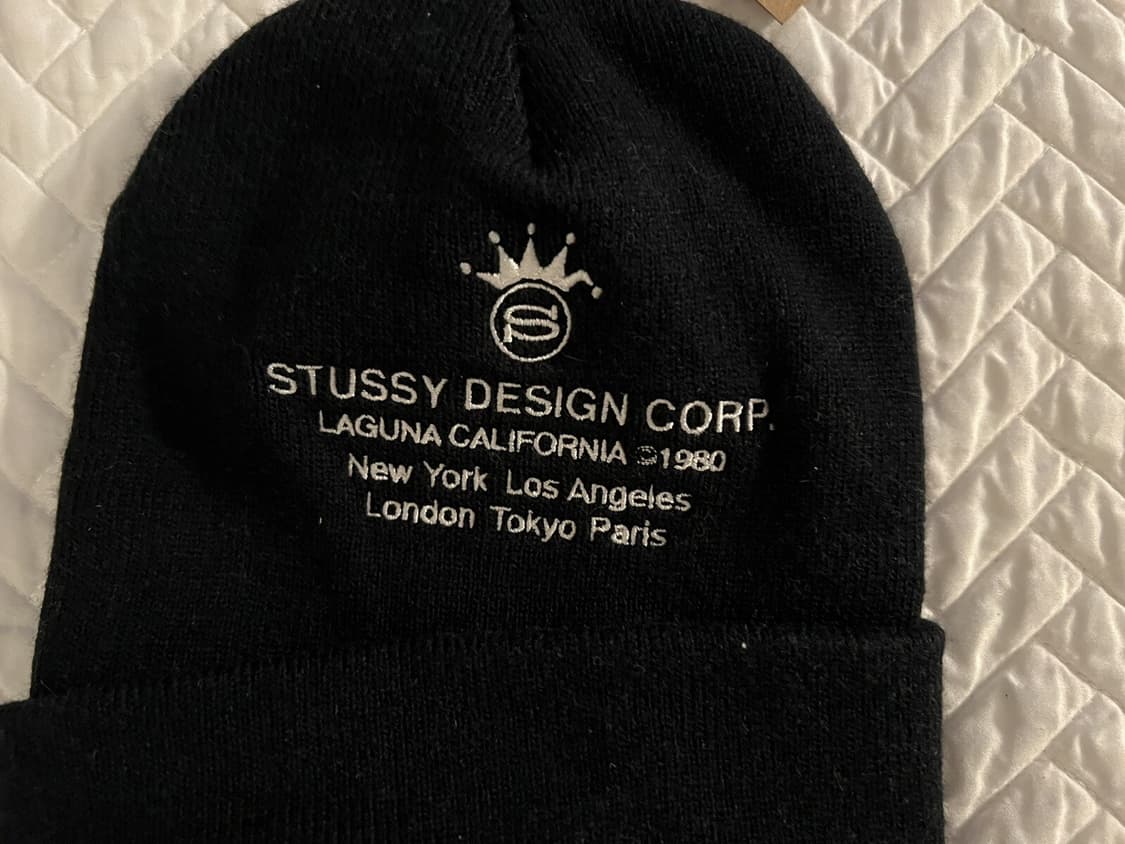 S
STUSSY DESIGN CORP.
LAGUNA CALIFORNIA ©1980
New York Los Angeles
London Tokyo Paris